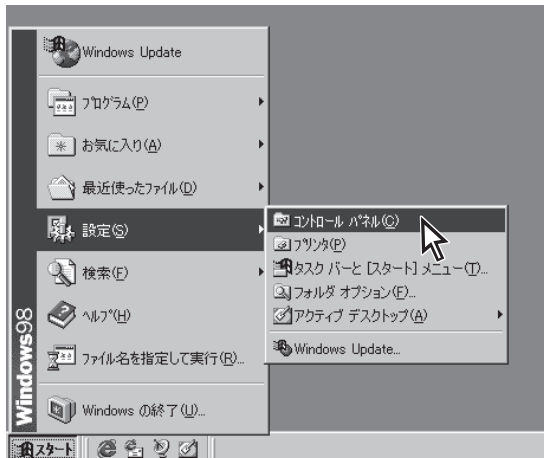 Windows Update
プログラム(P)
お気に入り(A)
最近使ったファイル(D)
設定(S)
検索(F)
ヘルプ(H)
ファイル名を指定して実行(R)...
Windows の終了(U)...
Windows98
コントロール パネル(C)
プリンタ(P)
タスク バーと [スタート] メニュー(T)...
フォルダ オプション(F)...
アクティブ デスクトップ(A)
Windows Update...
スタート